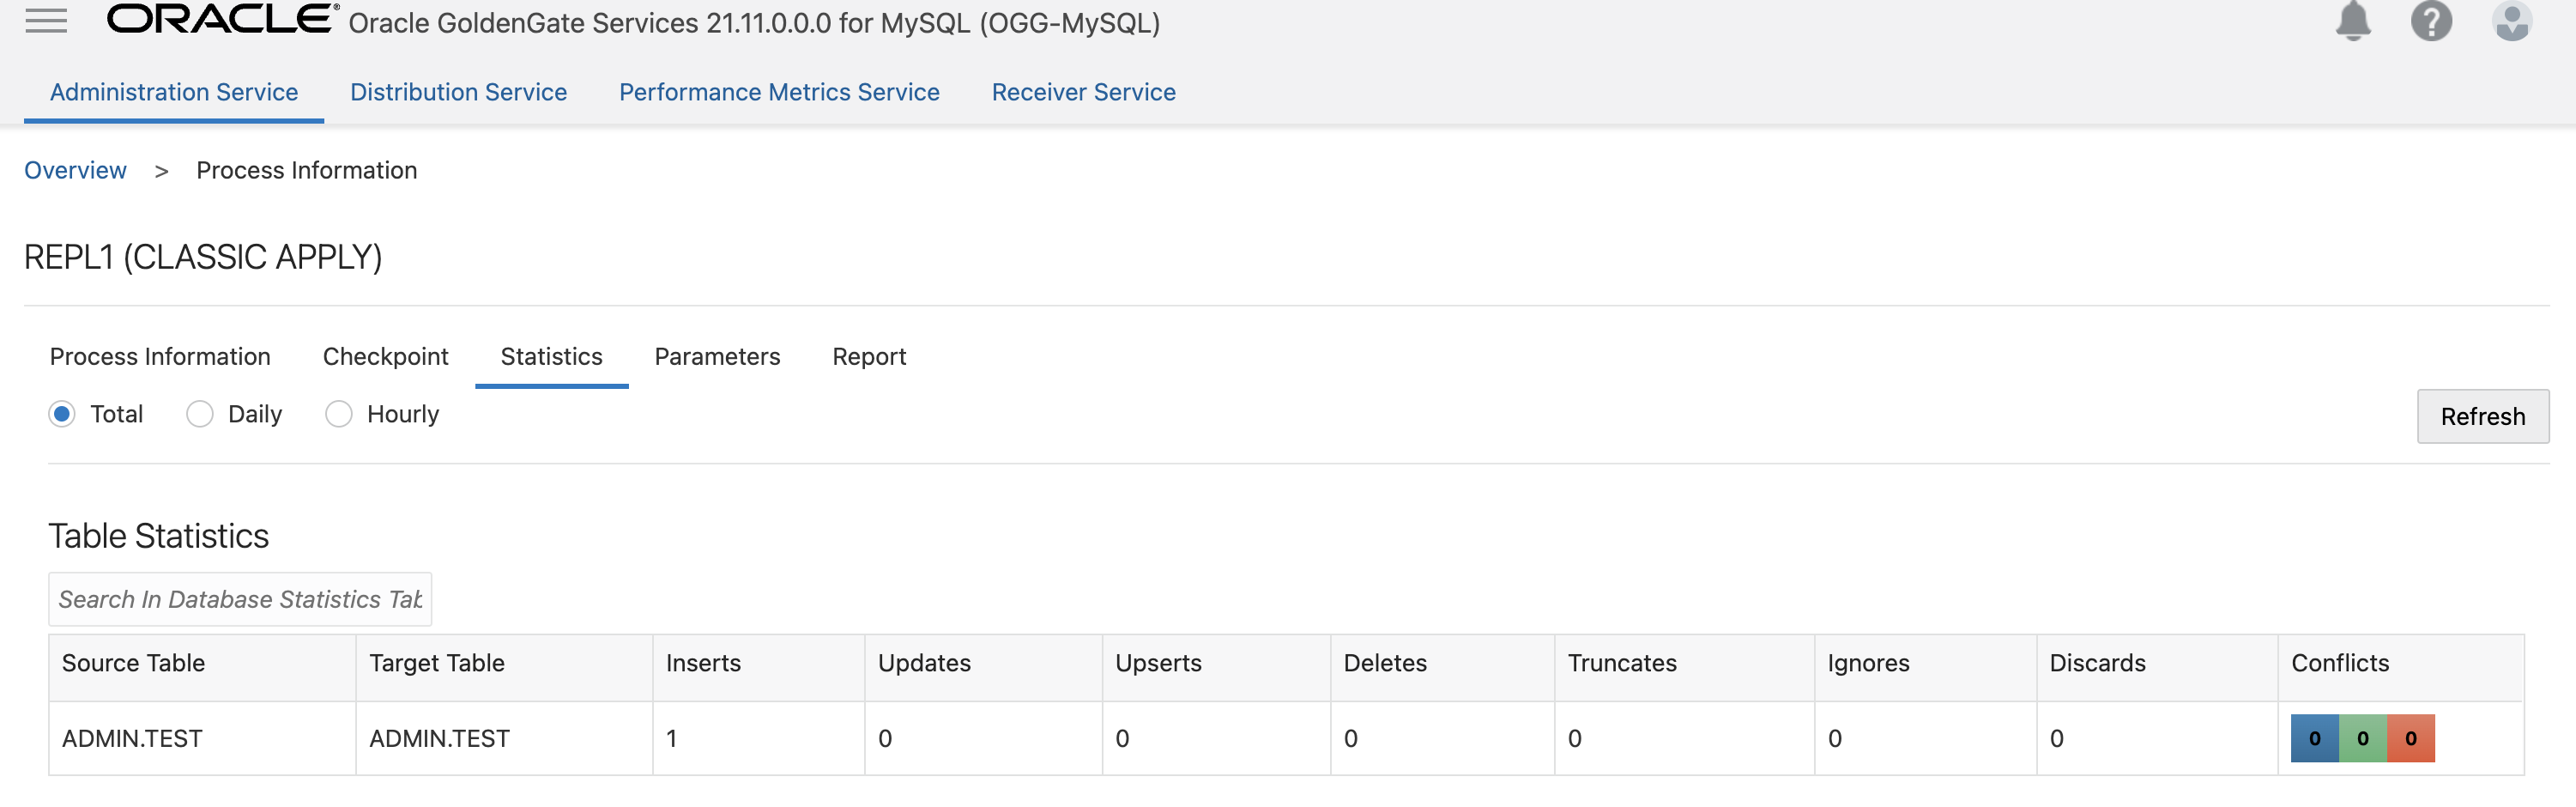 ORACLE® Oracle GoldenGate Services 21.11.0.0.0 for MySQL (OGG-MySQL)
Administration Service Distribution Service Performance Metrics Service Receiver Service
Overview > Process Information
REPL1 (CLASSIC APPLY)
Process Information Checkpoint Statistics Parameters Report
Total Daily Hourly
Refresh
Table Statistics
Search In Database Statistics Tab
Source Table Target Table Inserts Updates Upserts Deletes Truncates Ignores Discards Conflicts
ADMIN.TEST ADMIN.TEST 1 0 0 0 0 0 0 0 0 0